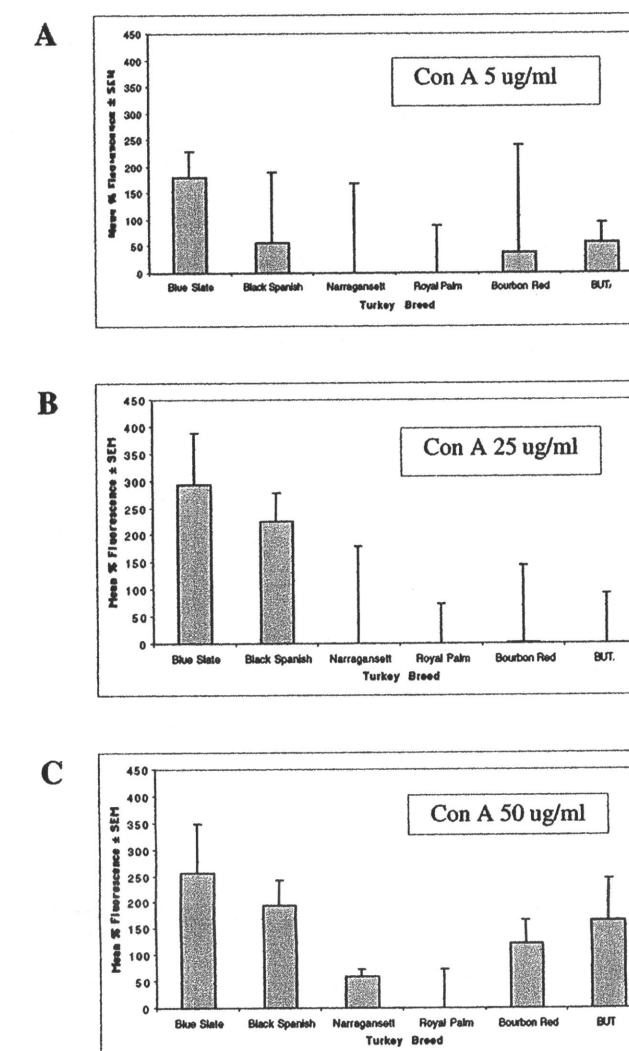 A
Con A 5 ug/ml
Mean % Fluorescence ± SEM
450
400
350
300
250
200
150
100
50
0
Blue Slate Black Spanish Narragansett Royal Palm Bourbon Red BUT,
Turkey Breed
B
Con A 25 ug/ml
Mean % Fluorescence ± SEM
450
400
350
300
250
200
150
100
50
0
Blue Slate Black Spanish Narragansett Royal Palm Bourbon Red BUT.
Turkey Breed
C
Con A 50 ug/ml
Mean % Fluorescence ± SEM
450
400
350
300
250
200
150
100
50
0
Blue Slate Black Spanish Narragansett Royal Palm Bourbon Red BUT
Turkey Breed